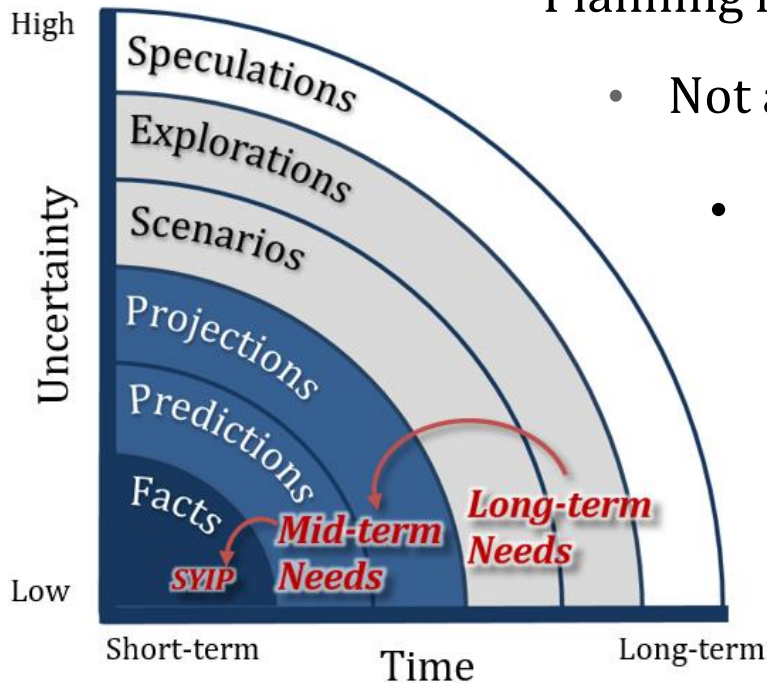 High
Planning
Not a
Speculations
Explorations
Scenarios
Uncertainty
Projections
Predictions
Facts
Mid-term
Needs
Long-term
Needs
SYIP
Low
Short-term
Time
Long-term